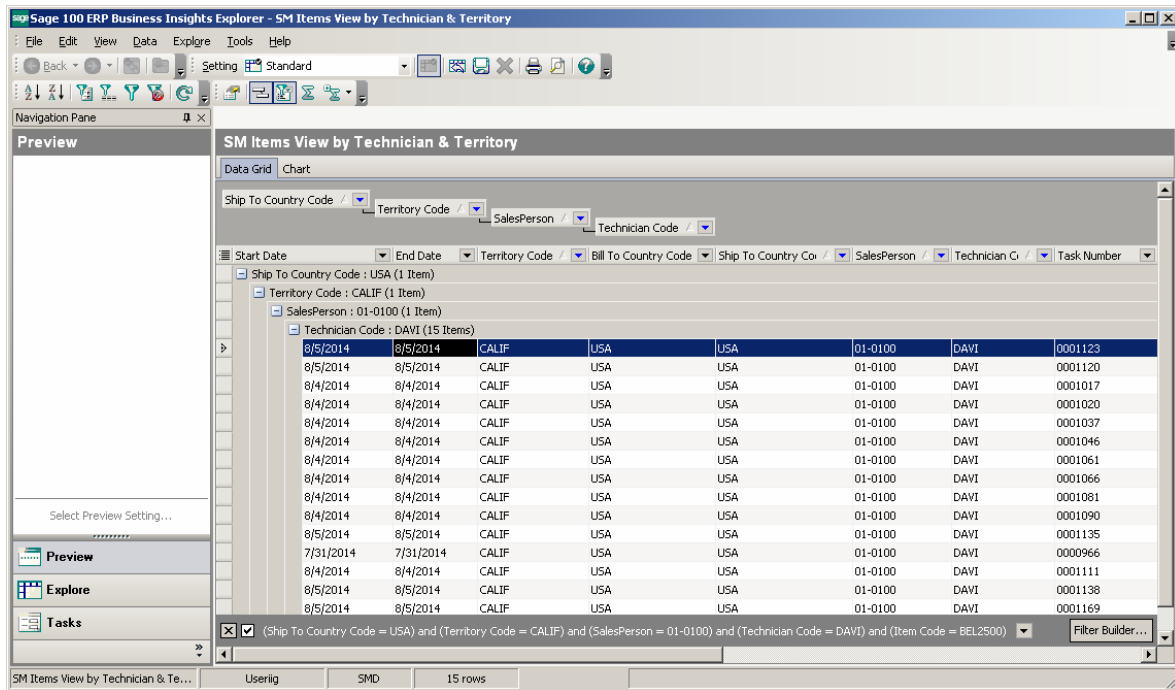 Sage 100 ERP Business Insights Explorer - SM Items View by Technician & Territory
File Edit View Data Explore Tools Help
Back Setting Standard
Navigation Pane
Preview
SM Items View by Technician & Territory
Data Grid Chart
Ship To Country Code
Territory Code
SalesPerson
Technician Code
Start Date End Date Territory Code Bill To Country Code Ship To Country Co SalesPerson Technician C Task Number
Ship To Country Code : USA (1 Item)
Territory Code : CALIF (1 Item)
SalesPerson : 01-0100 (1 Item)
Technician Code : DAVI (15 Items)
8/5/2014 8/5/2014 CALIF USA USA 01-0100 DAVI 0001123
8/5/2014 8/5/2014 CALIF USA USA 01-0100 DAVI 0001120
8/4/2014 8/4/2014 CALIF USA USA 01-0100 DAVI 0001017
8/4/2014 8/4/2014 CALIF USA USA 01-0100 DAVI 0001020
8/4/2014 8/4/2014 CALIF USA USA 01-0100 DAVI 0001037
8/4/2014 8/4/2014 CALIF USA USA 01-0100 DAVI 0001046
8/4/2014 8/4/2014 CALIF USA USA 01-0100 DAVI 0001061
8/4/2014 8/4/2014 CALIF USA USA 01-0100 DAVI 0001066
8/4/2014 8/4/2014 CALIF USA USA 01-0100 DAVI 0001081
8/4/2014 8/4/2014 CALIF USA USA 01-0100 DAVI 0001090
8/5/2014 8/5/2014 CALIF USA USA 01-0100 DAVI 0001135
7/31/2014 7/31/2014 CALIF USA USA 01-0100 DAVI 0000966
8/4/2014 8/4/2014 CALIF USA USA 01-0100 DAVI 0001111
8/5/2014 8/5/2014 CALIF USA USA 01-0100 DAVI 0001138
8/5/2014 8/5/2014 CALIF USA USA 01-0100 DAVI 0001169
Select Preview Setting...
Preview
Explore
Tasks
(Ship To Country Code = USA) and (Territory Code = CALIF) and (SalesPerson = 01-0100) and (Technician Code = DAVI) and (Item Code = BEL2500) Filter Builder...
SM Items View by Technician & Te... Useriig SMD 15 rows